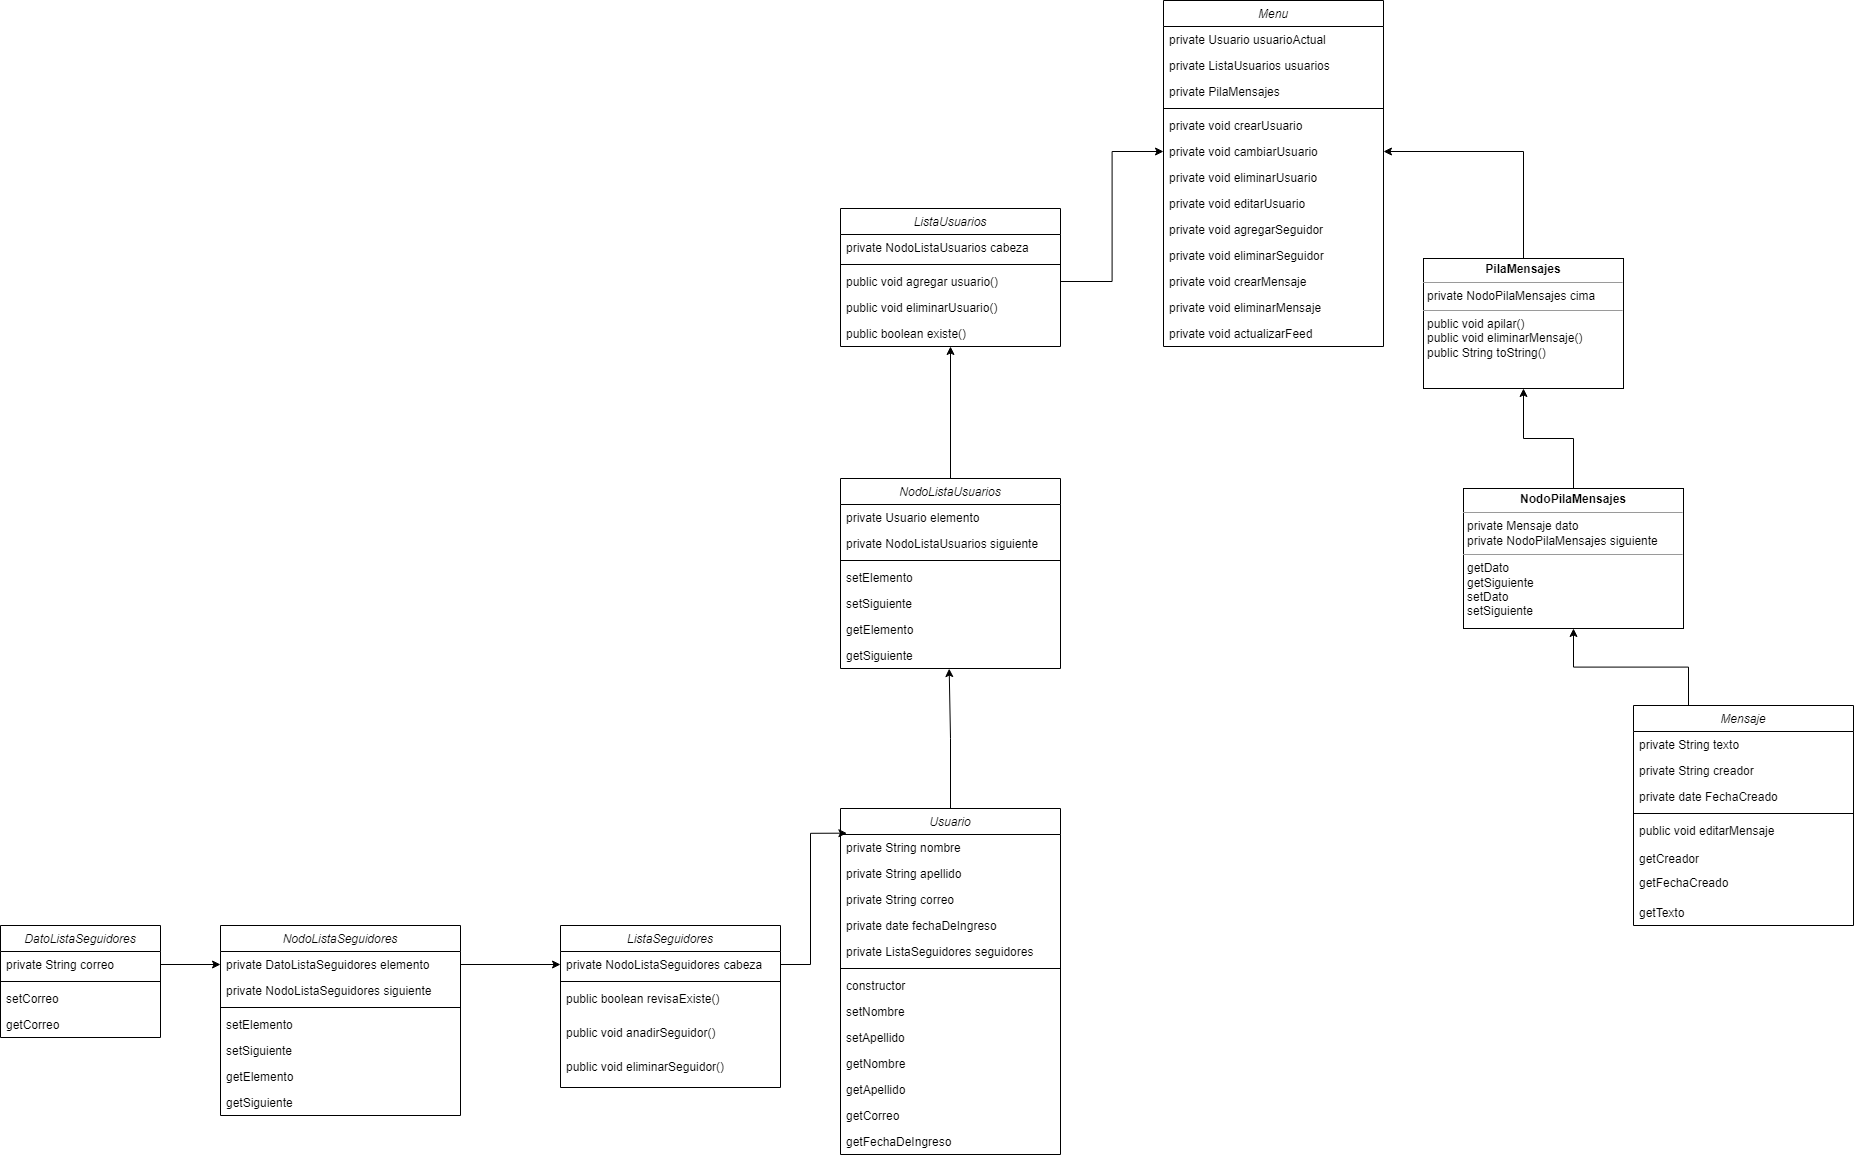 Menu
private Usuario usuarioActual
private ListaUsuarios usuarios
private PilaMensajes
private void crearUsuario
private void cambiarUsuario
private void eliminarUsuario
private void editarUsuario
private void agregarSeguidor
private void eliminarSeguidor
private void crearMensaje
private void eliminarMensaje
private void actualizarFeed
ListaUsuarios
private NodoListaUsuarios cabeza
public void agregar usuario()
public void eliminarUsuario()
public boolean existe()
PilaMensajes
private NodoPilaMensajes cima
public void apilar()
public void eliminarMensaje()
public String toString()
NodoListaUsuarios
private Usuario elemento
private NodoListaUsuarios siguiente
setElemento
setSiguiente
getElemento
getSiguiente
NodoPilaMensajes
private Mensaje dato
private NodoPilaMensajes siguiente
getDato
getSiguiente
setDato
setSiguiente
Mensaje
private String texto
private String creador
private date FechaCreado
public void editarMensaje
getCreador
getFechaCreado
getTexto
Usuario
private String nombre
private String apellido
private String correo
private date fechaDeIngreso
private ListaSeguidores seguidores
constructor
setNombre
setApellido
getNombre
getApellido
getCorreo
getFechaDeIngreso
DatoListaSeguidores
private String correo
setCorreo
getCorreo
NodoListaSeguidores
private DatoListaSeguidores elemento
private NodoListaSeguidores siguiente
setElemento
setSiguiente
getElemento
getSiguiente
ListaSeguidores
private NodoListaSeguidores cabeza
public boolean revisaExiste()
public void anadirSeguidor()
public void eliminarSeguidor()